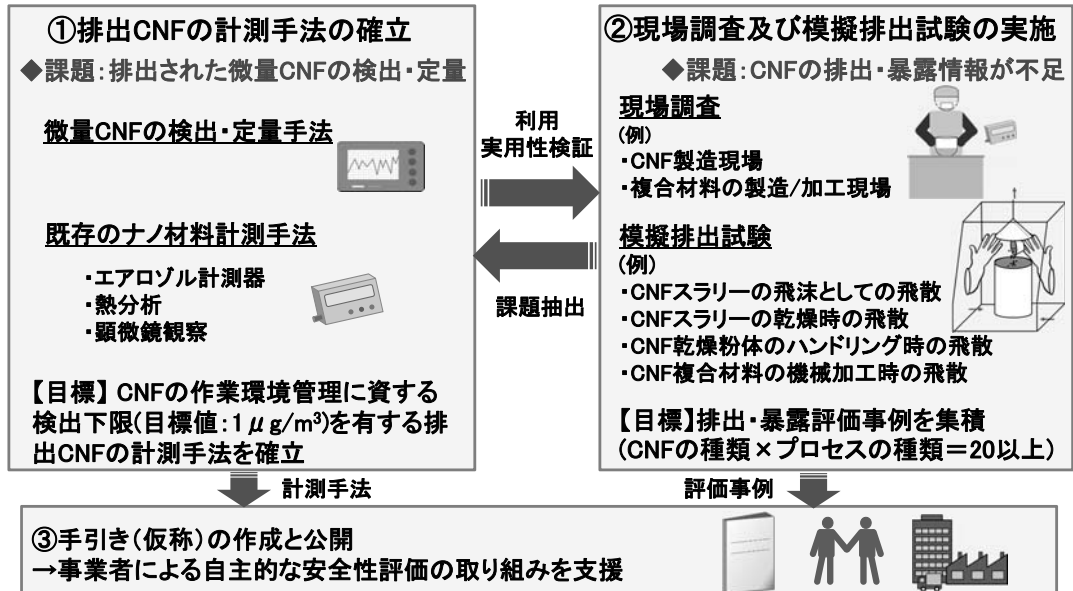 ①排出CNFの計測手法の確立
◆課題:排出された微量CNFの検出・定量
微量CNFの検出・定量手法
既存のナノ材料計測手法
・エアロゾル計測器
・熱分析
・顕微鏡観察
【目標】CNFの作業環境管理に資する
検出下限(目標値:1μg/m³)を有する排
出CNFの計測手法を確立
利用
実用性検証
課題抽出
②現場調査及び模擬排出試験の実施
◆課題:CNFの排出・暴露情報が不足
現場調査
(例)
・CNF製造現場
・複合材料の製造/加工現場
模擬排出試験
(例)
・CNFスラリーの飛沫としての飛散
・CNFスラリーの乾燥時の飛散
・CNF乾燥粉体のハンドリング時の飛散
・CNF複合材料の機械加工時の飛散
【目標】排出・暴露評価事例を集積
(CNFの種類×プロセスの種類=20以上)
計測手法
評価事例
③手引き(仮称)の作成と公開
→事業者による自主的な安全性評価の取り組みを支援